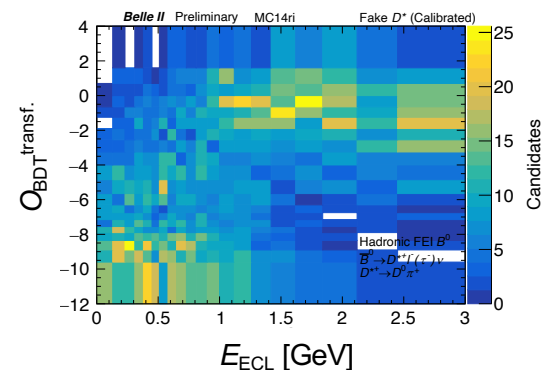 Belle II Preliminary MC14ri Fake D* (Calibrated)
4
2
0
−2
−4
−6
−8
−10
−12
O_BDT^transf.
0 0.5 1 1.5 2 2.5 3
E_ECL [GeV]
Hadronic FEI B⁰
B̅⁰→D*⁺l⁻(τ⁻)ν
D*⁺→D⁰π⁺
25
20
15
10
5
0
Candidates